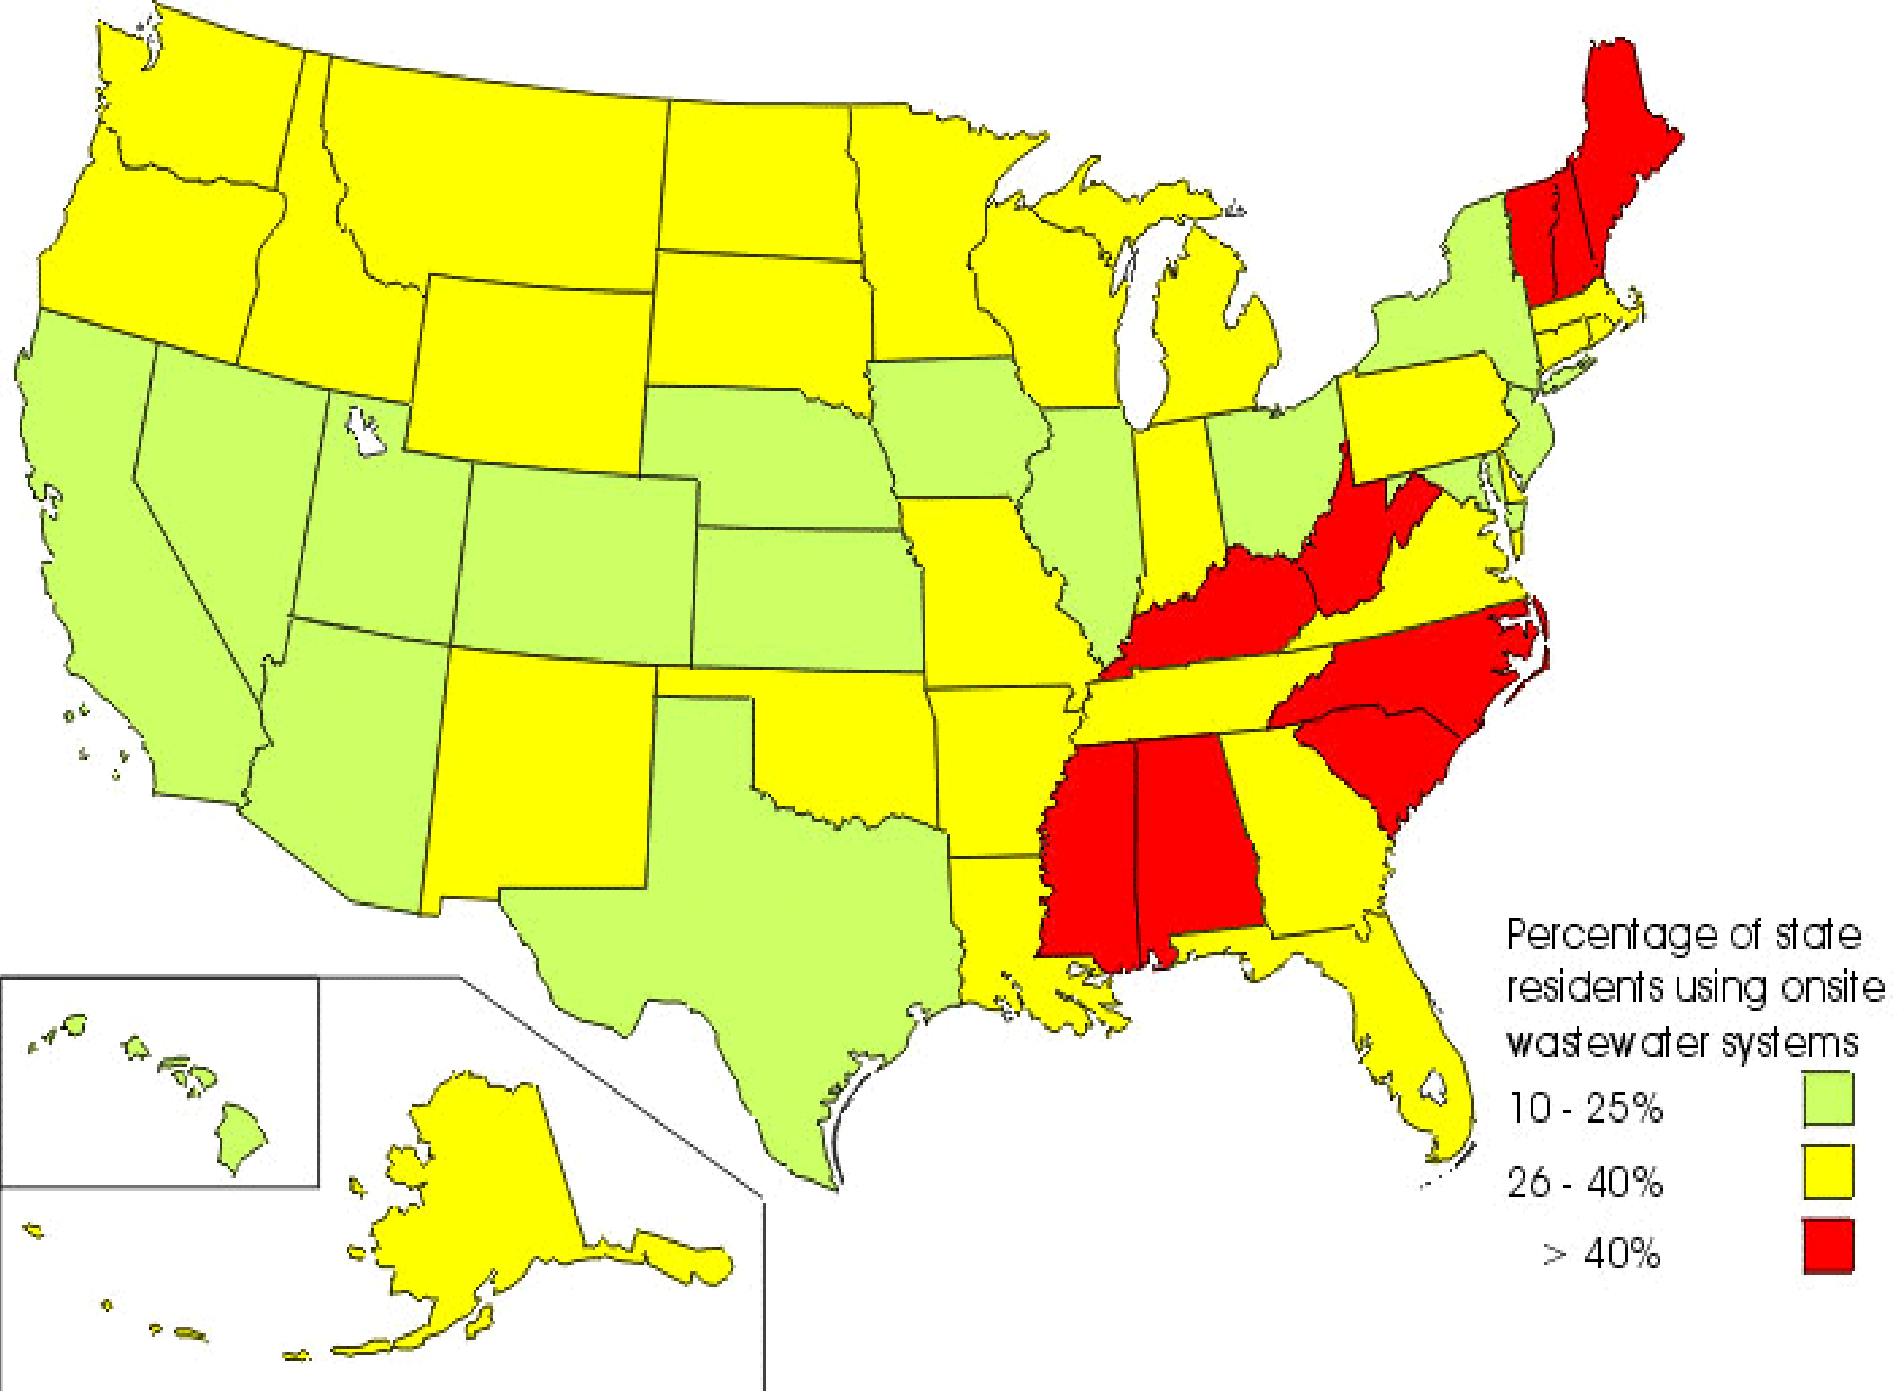 Percentage of state
residents using onsite
wastewater systems
10 - 25%
26 - 40%
> 40%